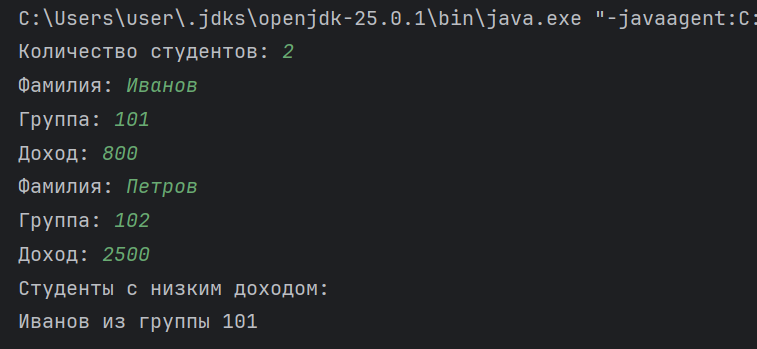 C:\Users\user\.jdks\openjdk-25.0.1\bin\java.exe "-javaagent:C:
Количество студентов: 2
Фамилия: Иванов
Группа: 101
Доход: 800
Фамилия: Петров
Группа: 102
Доход: 2500
Студенты с низким доходом:
Иванов из группы 101